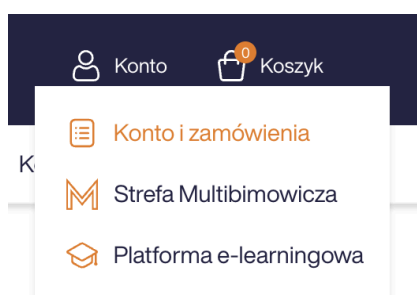 Konto 0 Koszyk
Konto i zamówienia
K
Strefa Multibimowicza
Platforma e-learningowa